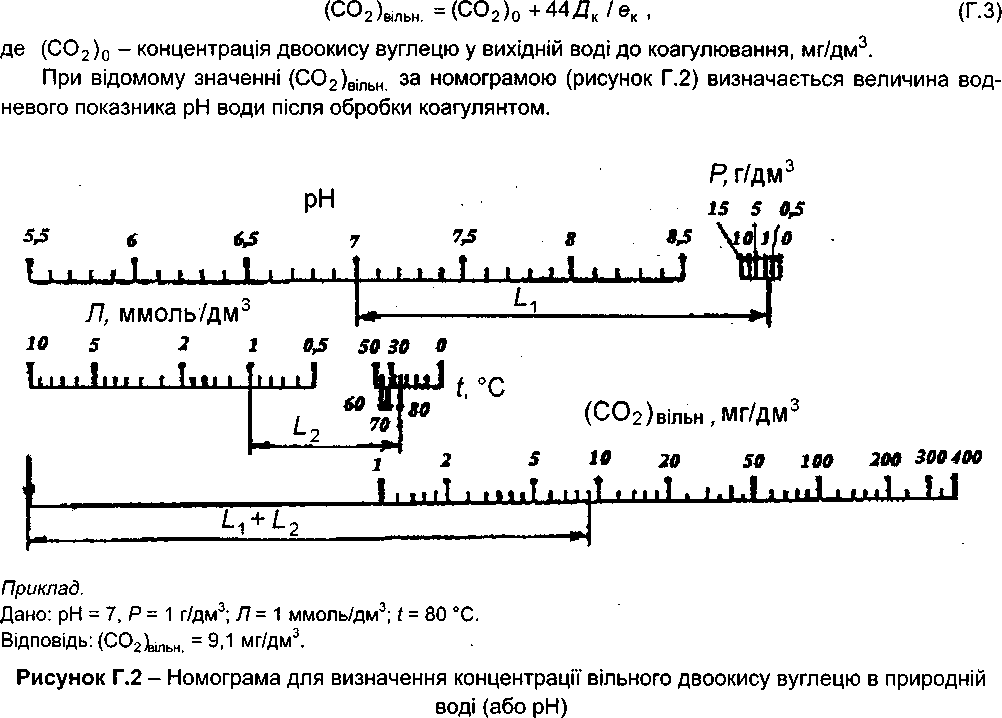 (CO₂)вільн. = (CO₂)₀ + 44Дк / ек , (Г.3)
де (CO₂)₀ – концентрація двоокису вуглецю у вихідній воді до коагулювання, мг/дм³.
При відомому значенні (CO₂)вільн. за номограмою (рисунок Г.2) визначається величина вод-
невого показника рН води після обробки коагулянтом.
P, г/дм³
pH
15 5 0,5
5,5 6 6,5 7 7,5 8 8,5 10 1 0
L₁
Л, ммоль/дм³
10 5 2 1 0,5 50 30 0
t, °C
60 70 80
(CO₂)вільн , мг/дм³
L₂
1 2 5 10 20 50 100 200 300 400
L₁ + L₂
Приклад.
Дано: рН = 7, Р = 1 г/дм³; Л = 1 ммоль/дм³; t = 80 °С.
Відповідь: (CO₂)вільн. = 9,1 мг/дм³.
Рисунок Г.2 – Номограма для визначення концентрації вільного двоокису вуглецю в природній
воді (або рН)